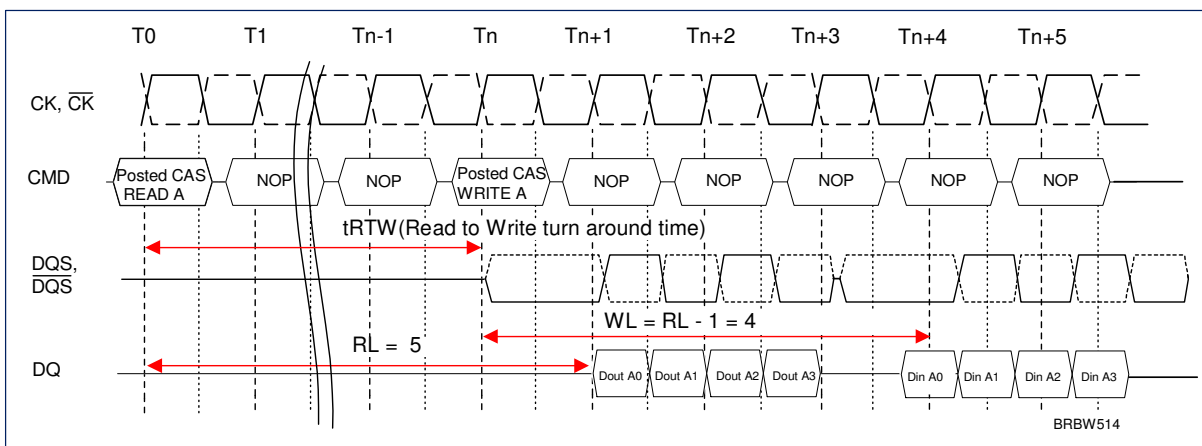 T0 T1 Tn-1 Tn Tn+1 Tn+2 Tn+3 Tn+4 Tn+5
CK, CK
CMD
Posted CAS
READ A
NOP
NOP
Posted CAS
WRITE A
NOP
NOP
NOP
NOP
NOP
tRTW(Read to Write turn around time)
DQS,
DQS
WL = RL - 1 = 4
RL = 5
DQ
Dout A0 Dout A1 Dout A2 Dout A3 Din A0 Din A1 Din A2 Din A3
BRBW514